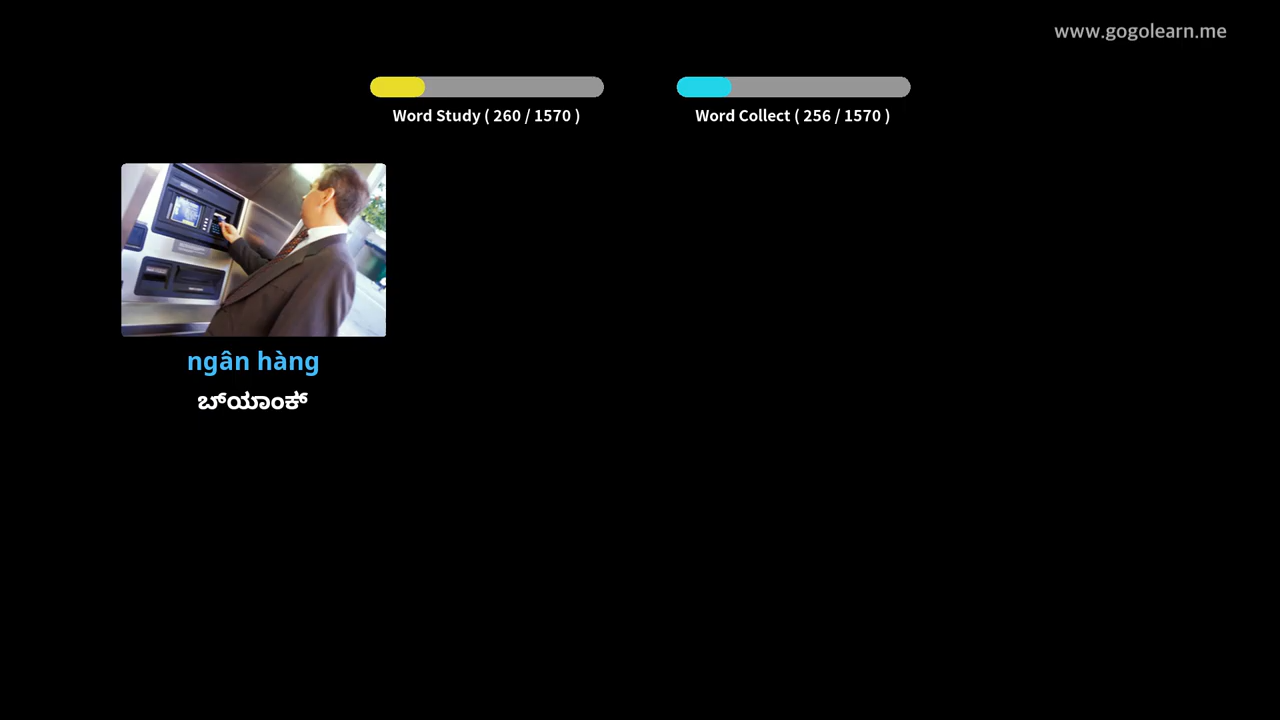 www.gogolearn.me
Word Study ( 260 / 1570 )
Word Collect ( 256 / 1570 )
ngân hàng
ಬ್‌ಯಾಂಕ್